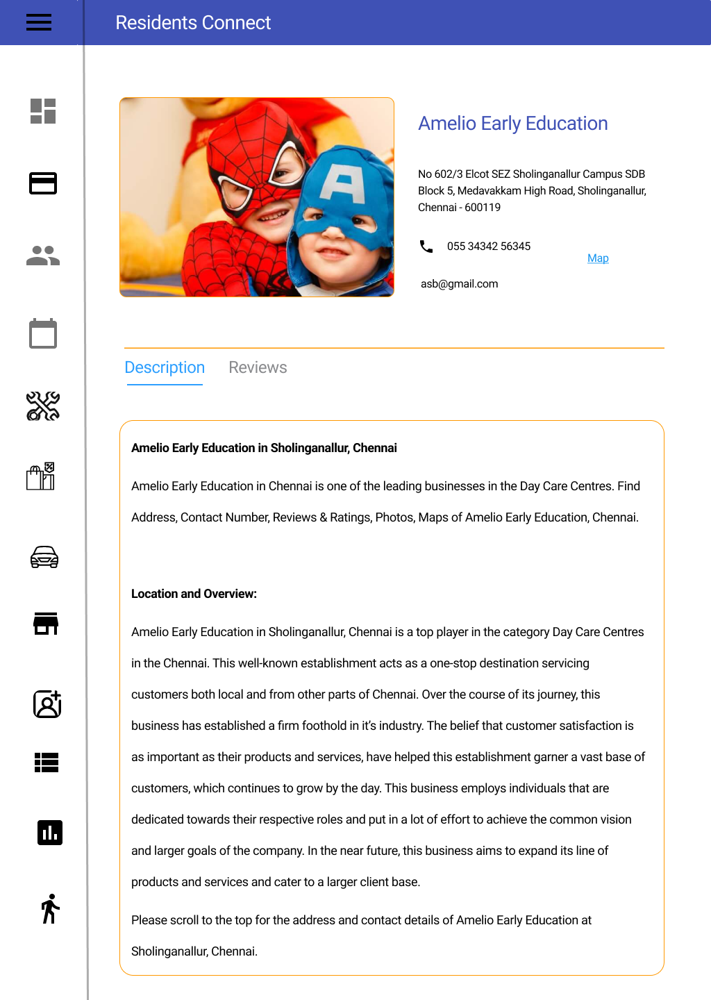 Residents Connect
A
Amelio Early Education
No 602/3 Elcot SEZ Sholinganallur Campus SDB
Block 5, Medavakkam High Road, Sholinganallur,
Chennai - 600119
055 34342 56345
Map
asb@gmail.com
Description Reviews
Amelio Early Education in Sholinganallur, Chennai
Amelio Early Education in Chennai is one of the leading businesses in the Day Care Centres. Find
Address, Contact Number, Reviews & Ratings, Photos, Maps of Amelio Early Education, Chennai.
Location and Overview:
Amelio Early Education in Sholinganallur, Chennai is a top player in the category Day Care Centres
in the Chennai. This well-known establishment acts as a one-stop destination servicing
customers both local and from other parts of Chennai. Over the course of its journey, this
business has established a firm foothold in it’s industry. The belief that customer satisfaction is
as important as their products and services, have helped this establishment garner a vast base of
customers, which continues to grow by the day. This business employs individuals that are
dedicated towards their respective roles and put in a lot of effort to achieve the common vision
and larger goals of the company. In the near future, this business aims to expand its line of
products and services and cater to a larger client base.
Please scroll to the top for the address and contact details of Amelio Early Education at
Sholinganallur, Chennai.